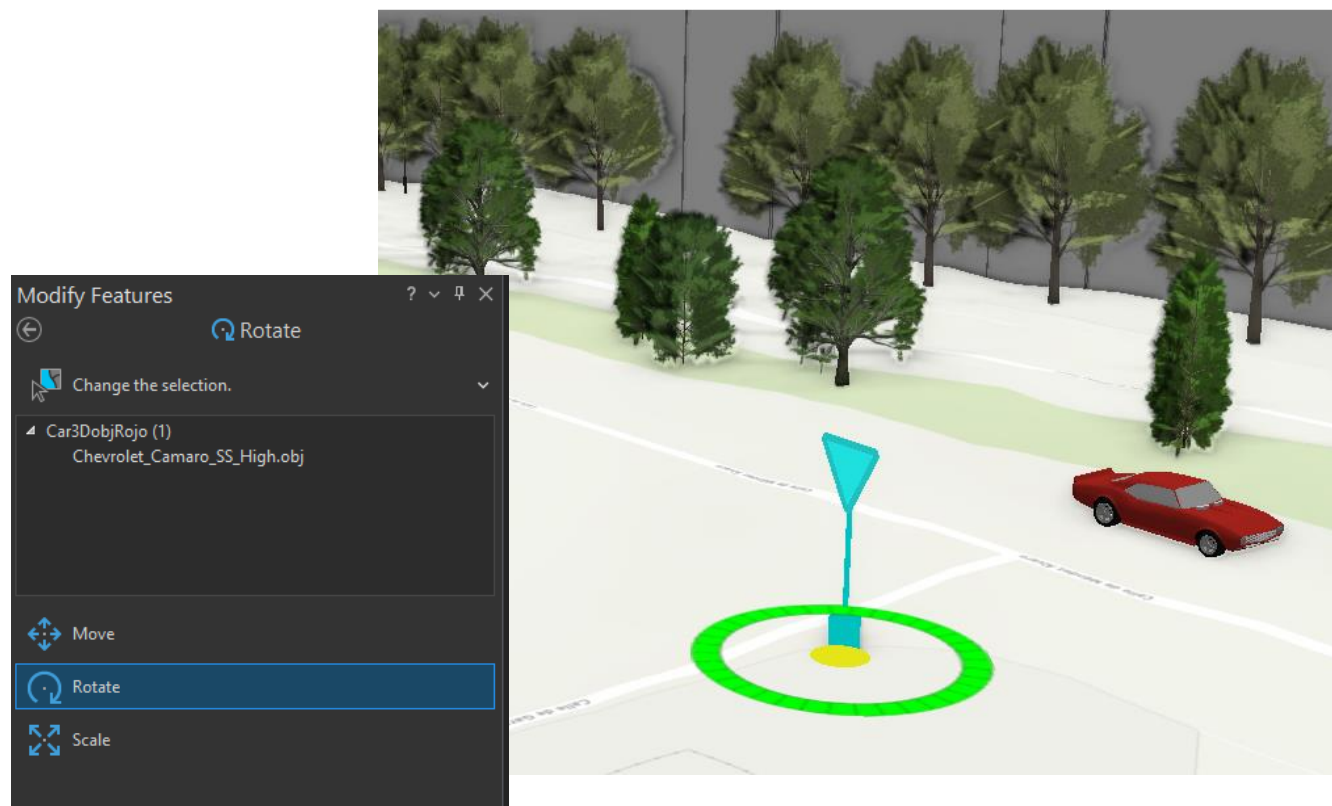 Modify Features
?
Rotate
Change the selection.
Car3DobjRojo (1)
Chevrolet_Camaro_SS_High.obj
Move
Rotate
Scale